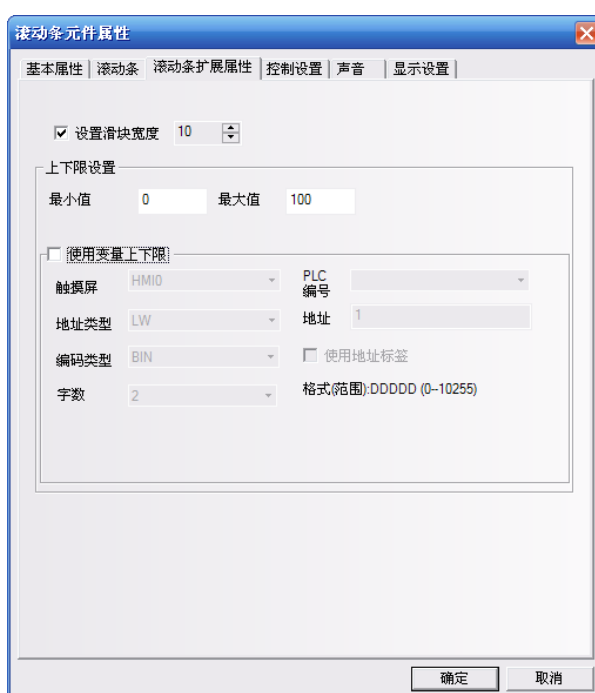 滚动条元件属性
基本属性 滚动条 滚动条扩展属性 控制设置 声音 显示设置
设置滑块宽度 10
上下限设置
最小值 0 最大值 100
使用变量上下限
触摸屏 HMI0 PLC编号
地址类型 LW 地址 1
编码类型 BIN 使用地址标签
字数 2 格式(范围):DDDDD (0--10255)
确定 取消